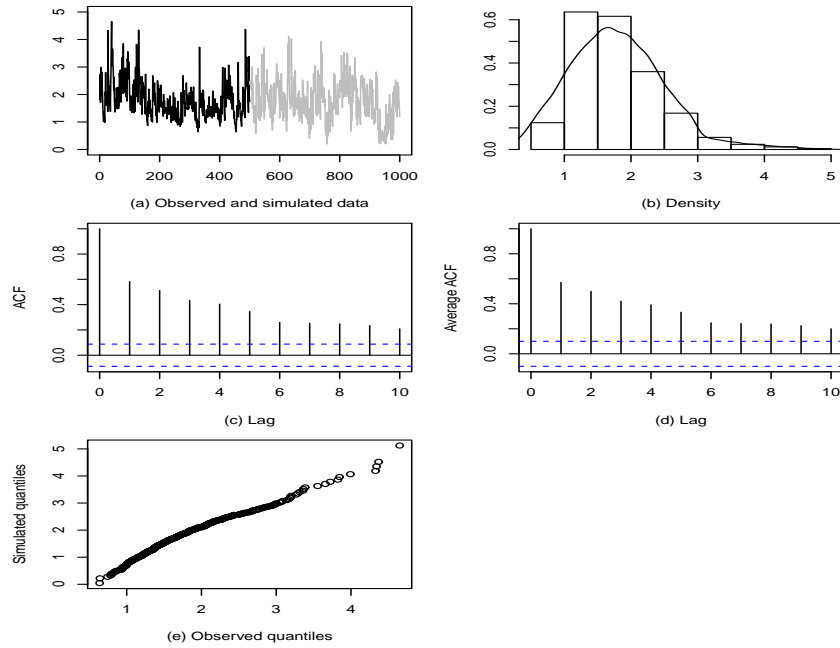 5
4
3
2
1
0
0 200 400 600 800 1000
(a) Observed and simulated data
0.6
0.4
0.2
0.0
1 2 3 4 5
(b) Density
ACF
0.8
0.4
0.0
0 2 4 6 8 10
(c) Lag
Average ACF
0.8
0.4
0.0
0 2 4 6 8 10
(d) Lag
Simulated quantiles
5
4
3
2
1
0
1 2 3 4
(e) Observed quantiles